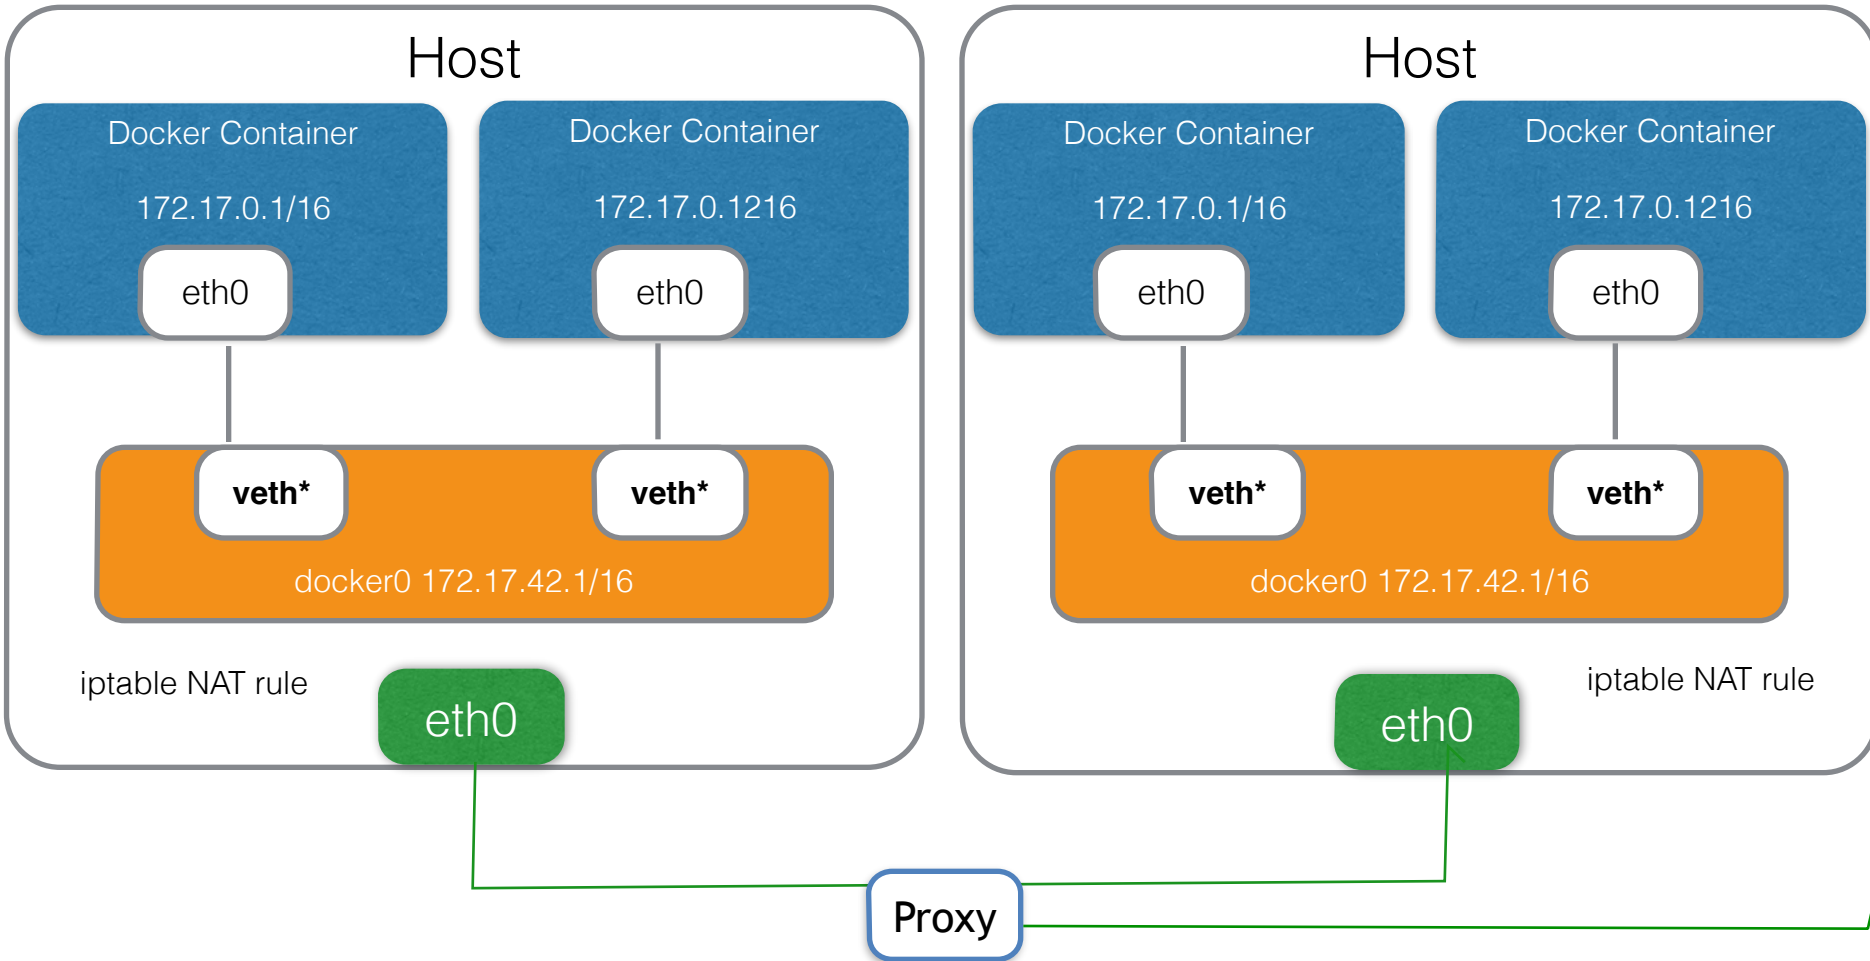 Host
Docker Container
172.17.0.1/16
eth0
Docker Container
172.17.0.1216
eth0
veth*
veth*
docker0 172.17.42.1/16
iptable NAT rule
eth0
Host
Docker Container
172.17.0.1/16
eth0
Docker Container
172.17.0.1216
eth0
veth*
veth*
docker0 172.17.42.1/16
iptable NAT rule
eth0
Proxy